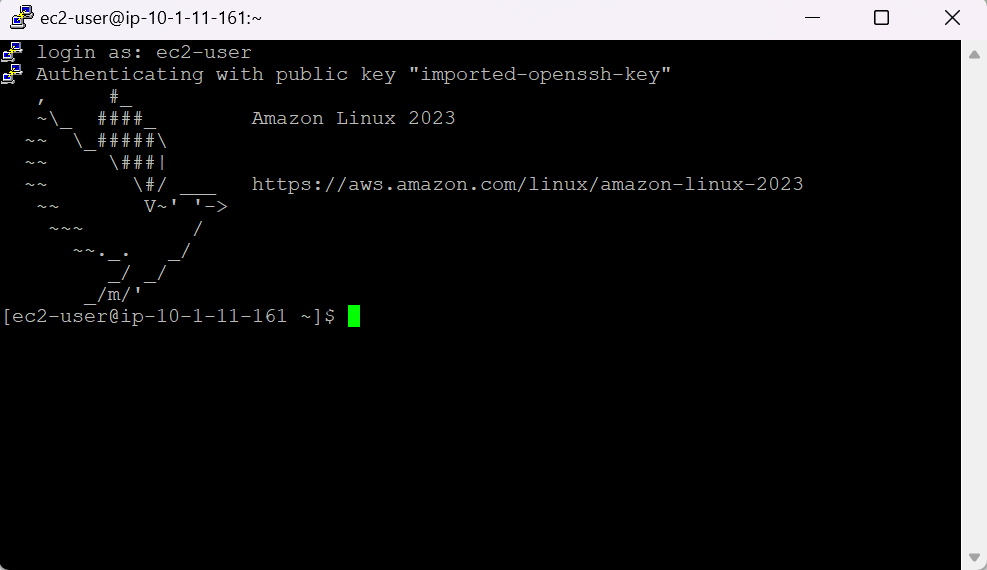 ec2-user@ip-10-1-11-161:~
login as: ec2-user
Authenticating with public key "imported-openssh-key"
   ,     #_
   ~\_  ####_        Amazon Linux 2023
  ~~  \_#####\
  ~~     \###|
  ~~       \#/ ___   https://aws.amazon.com/linux/amazon-linux-2023
   ~~       V~' '->
    ~~~         /
      ~~._.   _/
         _/ _/
       _/m/'
[ec2-user@ip-10-1-11-161 ~]$